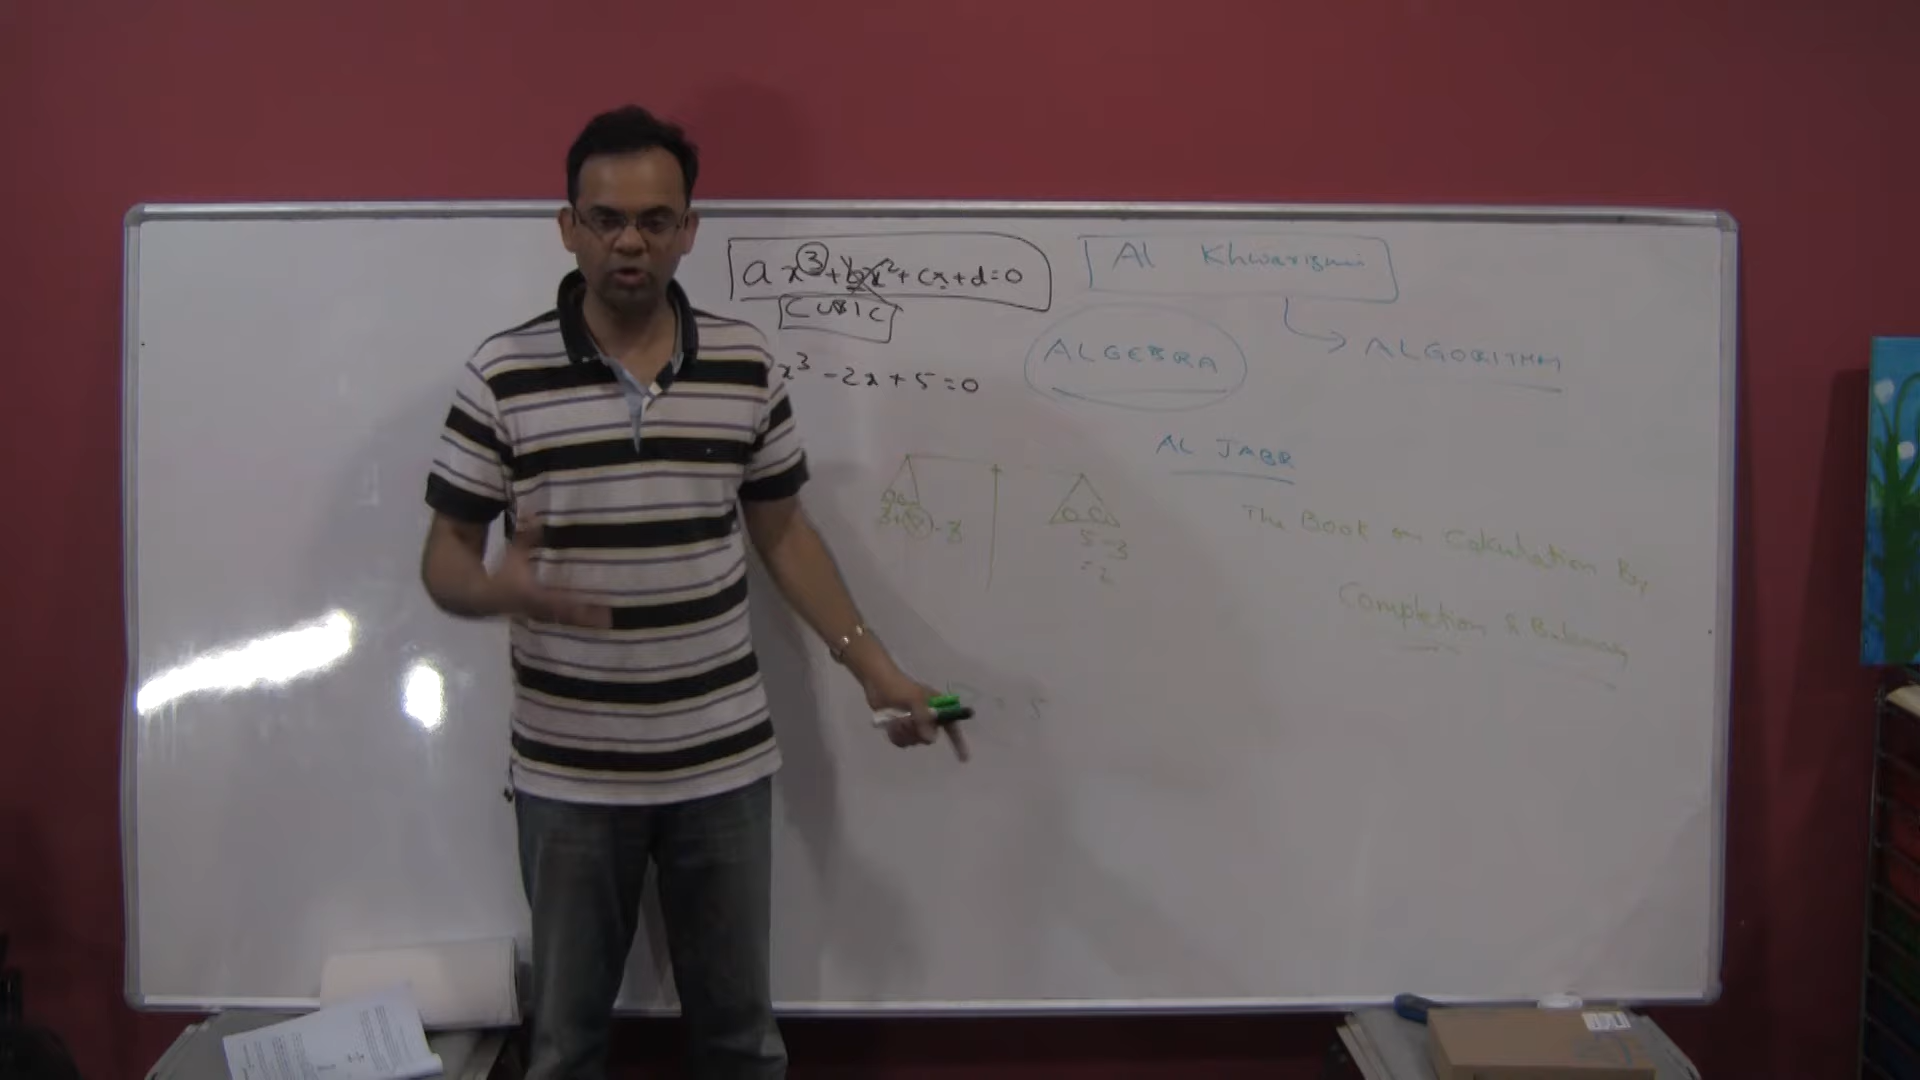 ax³+bx²+cx+d=0
CUBIC
x³-2x+5=0
Al Khwarizmi
ALGEBRA
ALGORITHM
AL JABR
5-3
=2
The Book on Calculation By
Completion & Balancing
= 5